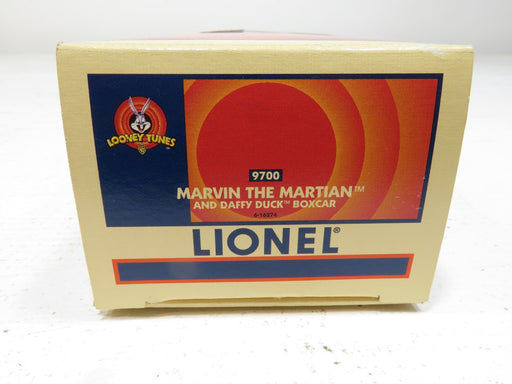 LOONEY TUNES
9700
MARVIN THE MARTIAN™
AND DAFFY DUCK™ BOXCAR
6-16274
LIONEL®